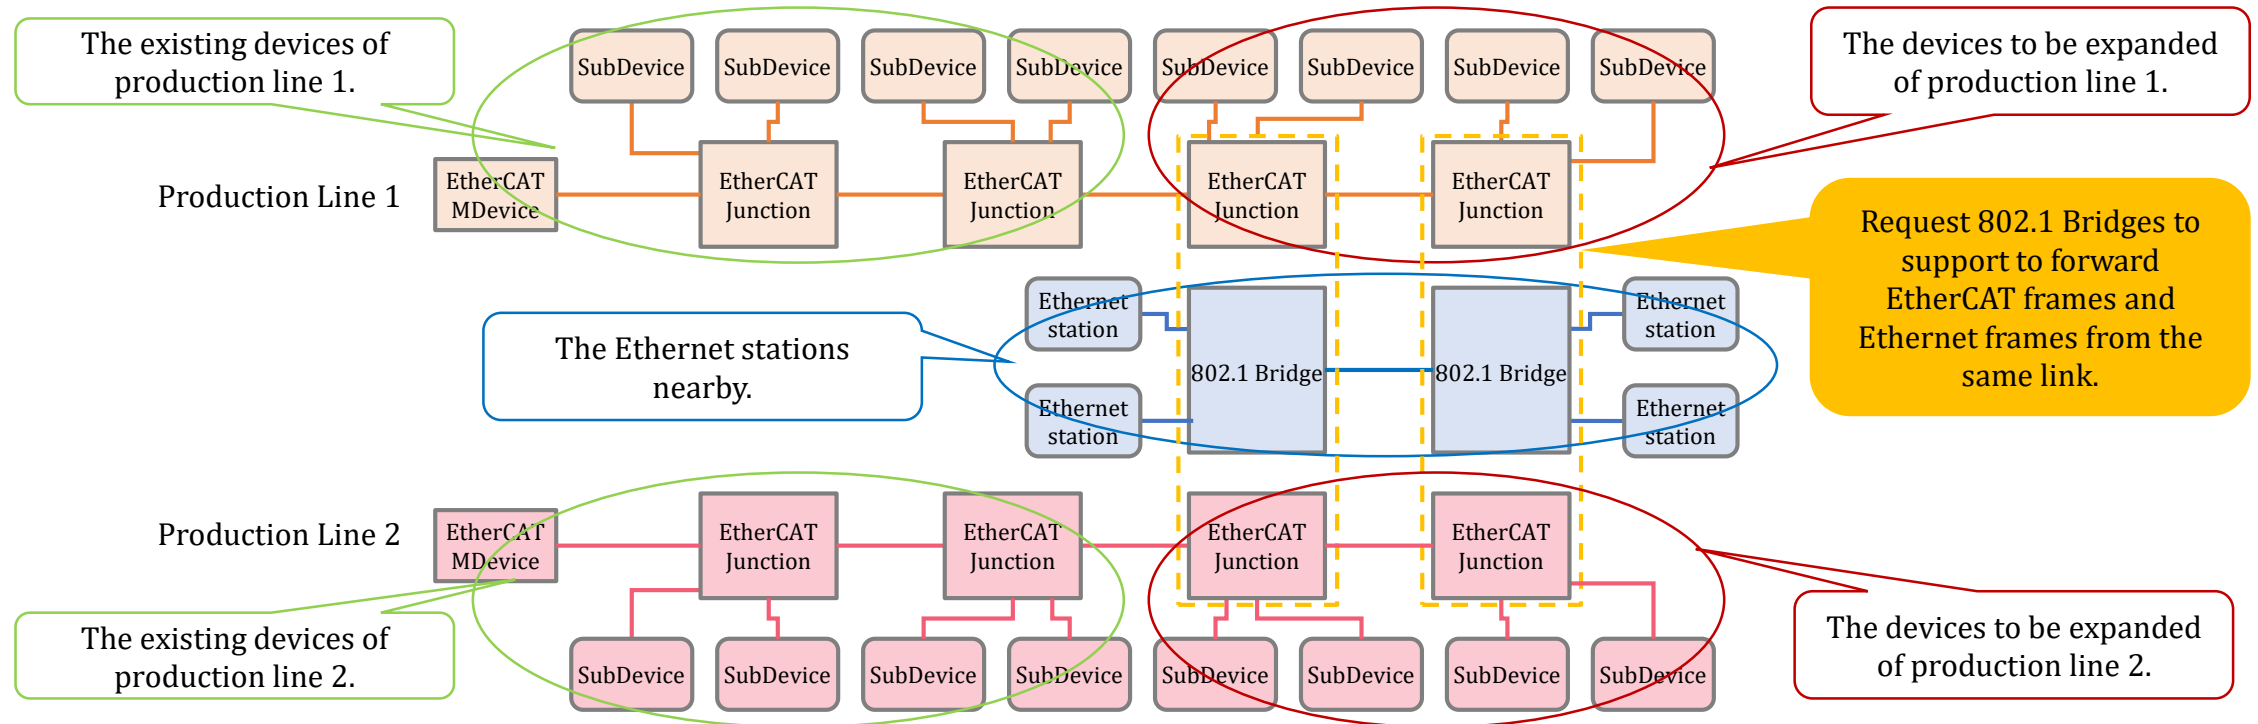 The existing devices of
production line 1.
SubDevice
SubDevice
SubDevice
SubDevice
SubDevice
SubDevice
SubDevice
SubDevice
The devices to be expanded
of production line 1.
Production Line 1
EtherCAT
MDevice
EtherCAT
Junction
EtherCAT
Junction
EtherCAT
Junction
EtherCAT
Junction
Request 802.1 Bridges to
support to forward
EtherCAT frames and
Ethernet frames from the
same link.
The Ethernet stations
nearby.
Ethernet
station
Ethernet
station
802.1 Bridge
802.1 Bridge
Ethernet
station
Ethernet
station
Production Line 2
EtherCAT
MDevice
EtherCAT
Junction
EtherCAT
Junction
EtherCAT
Junction
EtherCAT
Junction
The existing devices of
production line 2.
SubDevice
SubDevice
SubDevice
SubDevice
SubDevice
SubDevice
SubDevice
SubDevice
The devices to be expanded
of production line 2.